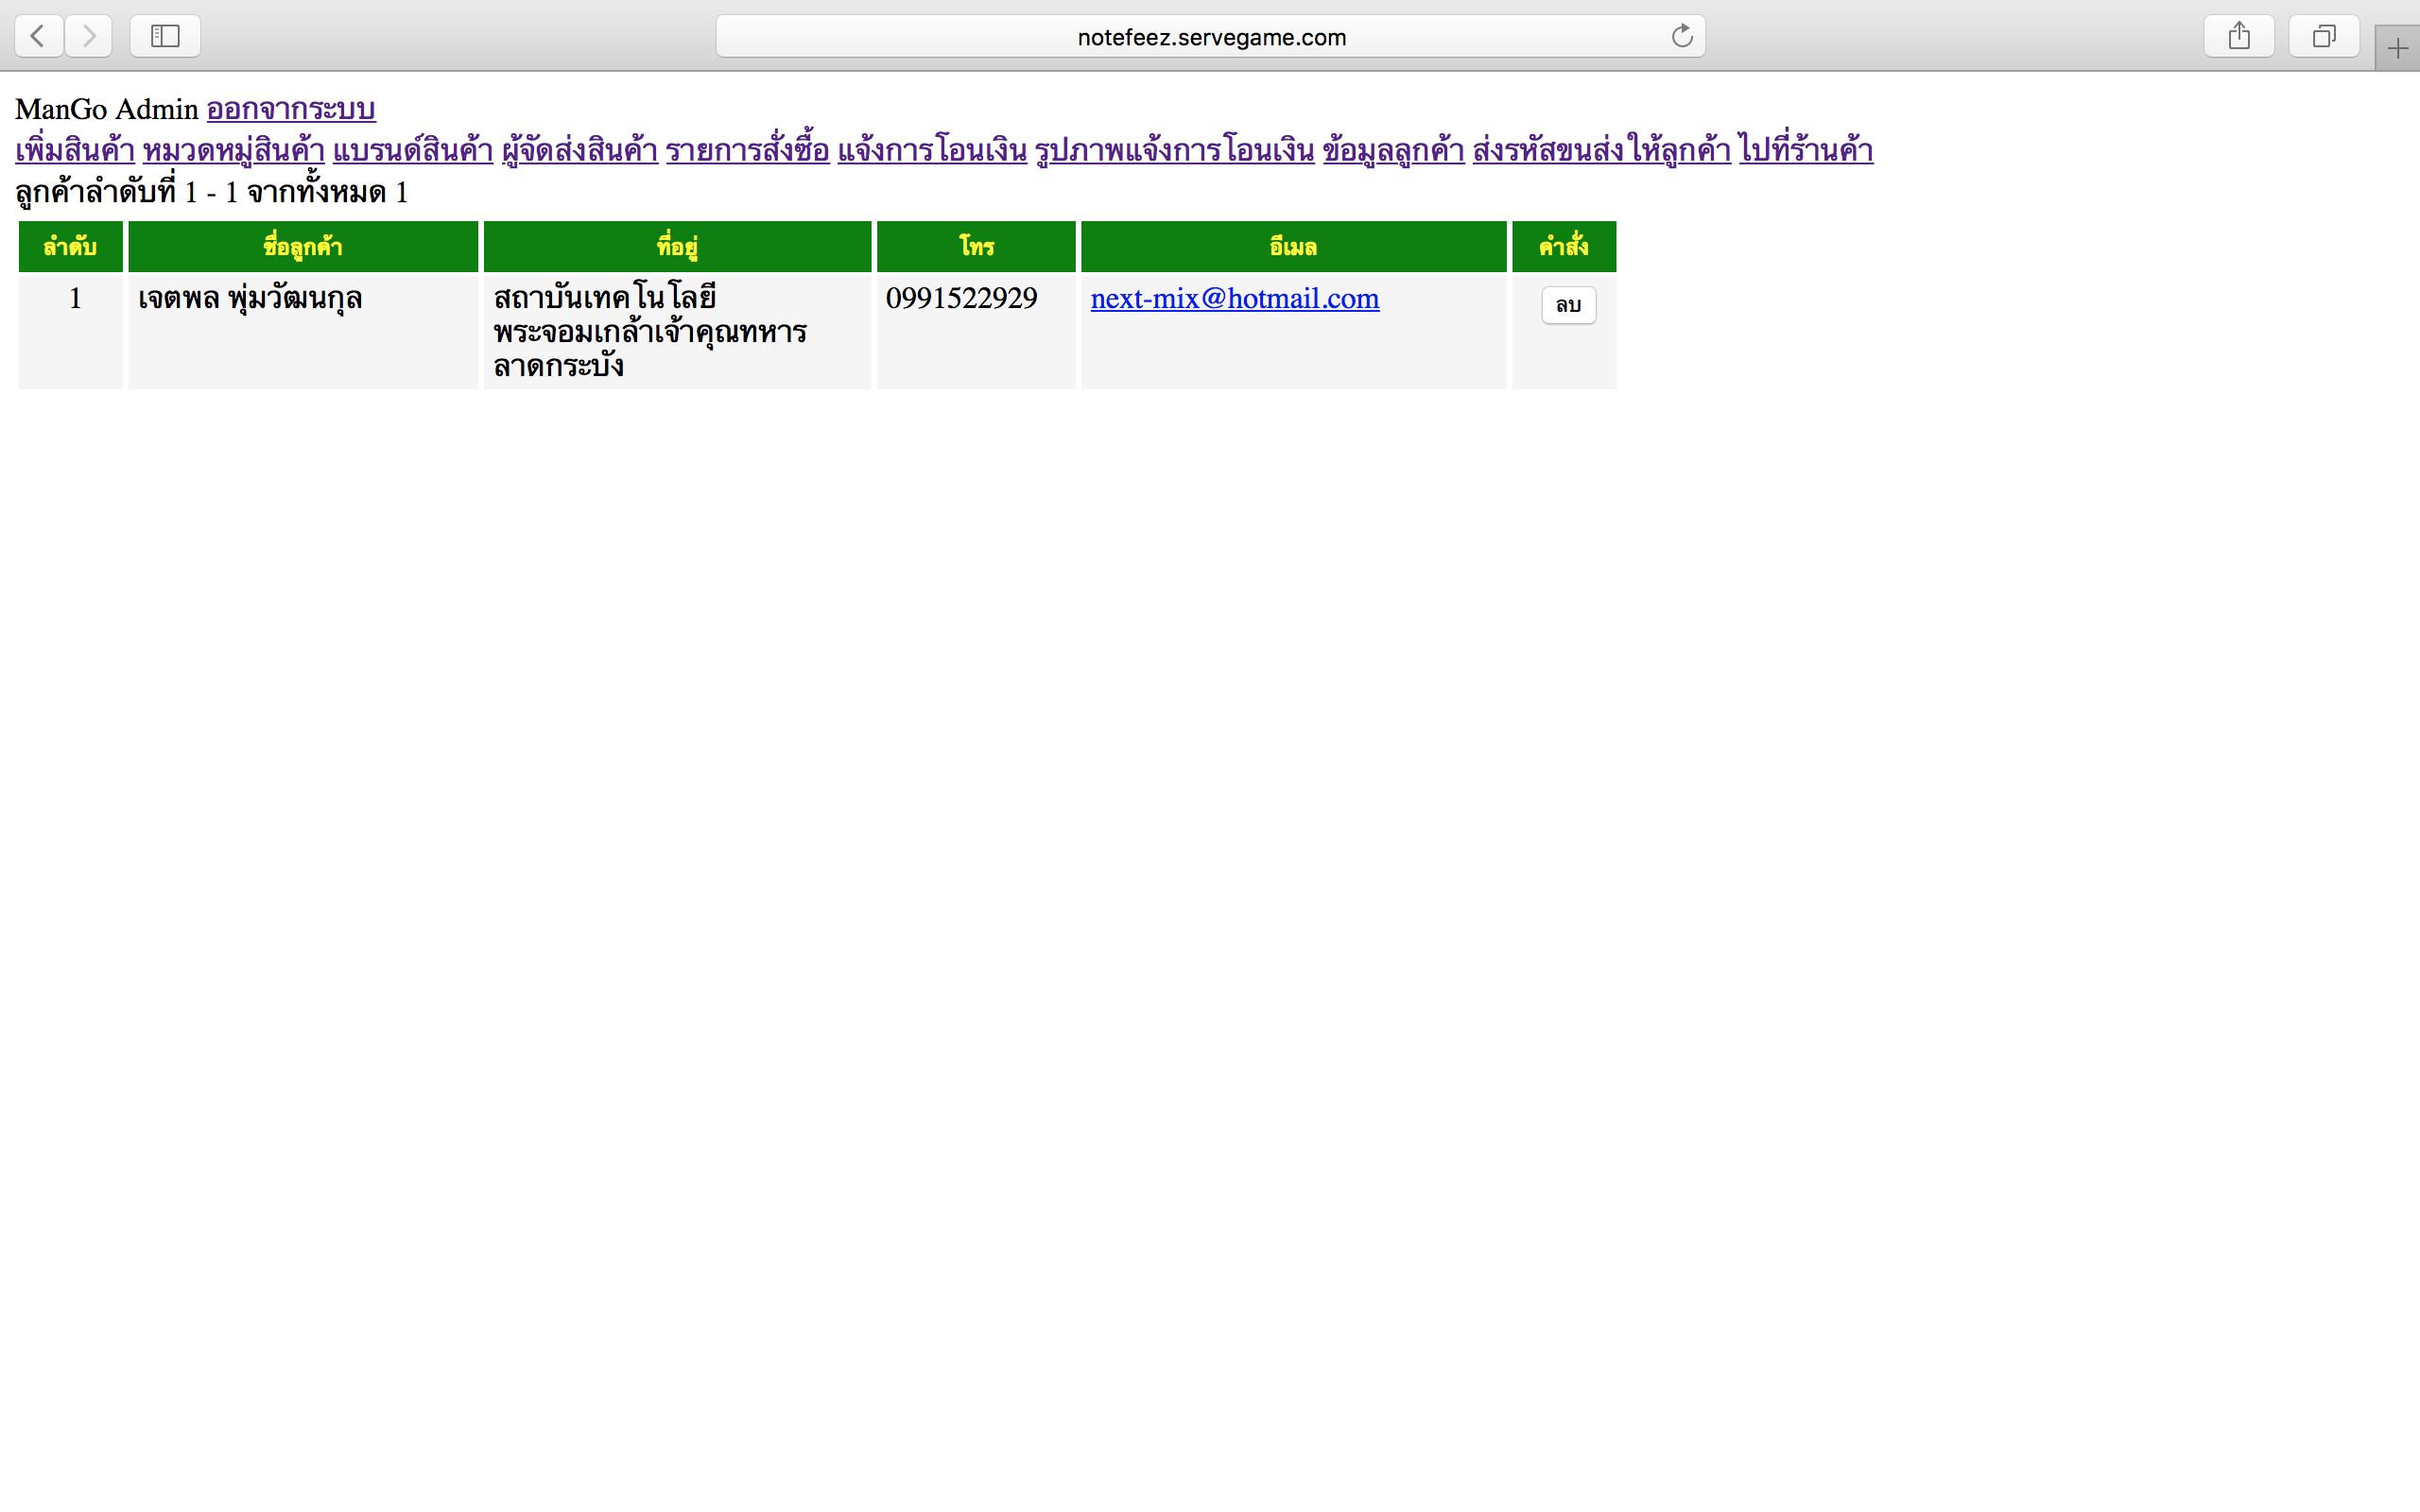 notefeez.servegame.com
ManGo Admin ออกจากระบบ
เพิ่มสินค้า หมวดหมู่สินค้า แบรนด์สินค้า ผู้จัดส่งสินค้า รายการสั่งซื้อ แจ้งการโอนเงิน รูปภาพแจ้งการโอนเงิน ข้อมูลลูกค้า ส่งรหัสขนส่งให้ลูกค้า ไปที่ร้านค้า
ลูกค้าลำดับที่ 1 - 1 จากทั้งหมด 1
ลำดับ ชื่อลูกค้า ที่อยู่ โทร อีเมล คำสั่ง
1 เจตพล พุ่มวัฒนกุล สถาบันเทคโนโลยี 0991522929 next-mix@hotmail.com ลบ
พระจอมเกล้าเจ้าคุณทหาร
ลาดกระบัง